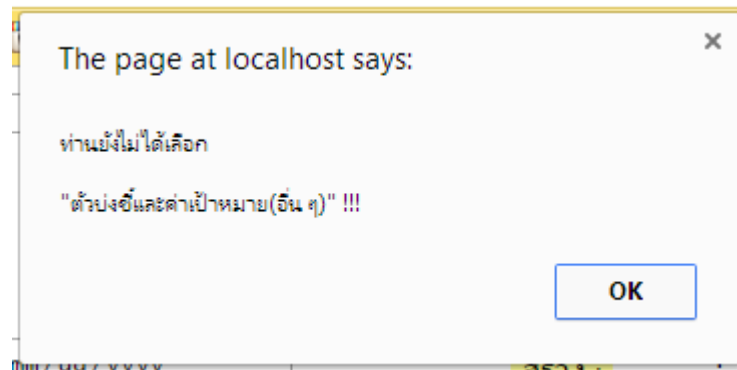 The page at localhost says:
ท่านยังไม่ได้เลือก
"ตัวบ่งชี้และค่าเป้าหมาย(อื่น ๆ)" !!!
OK